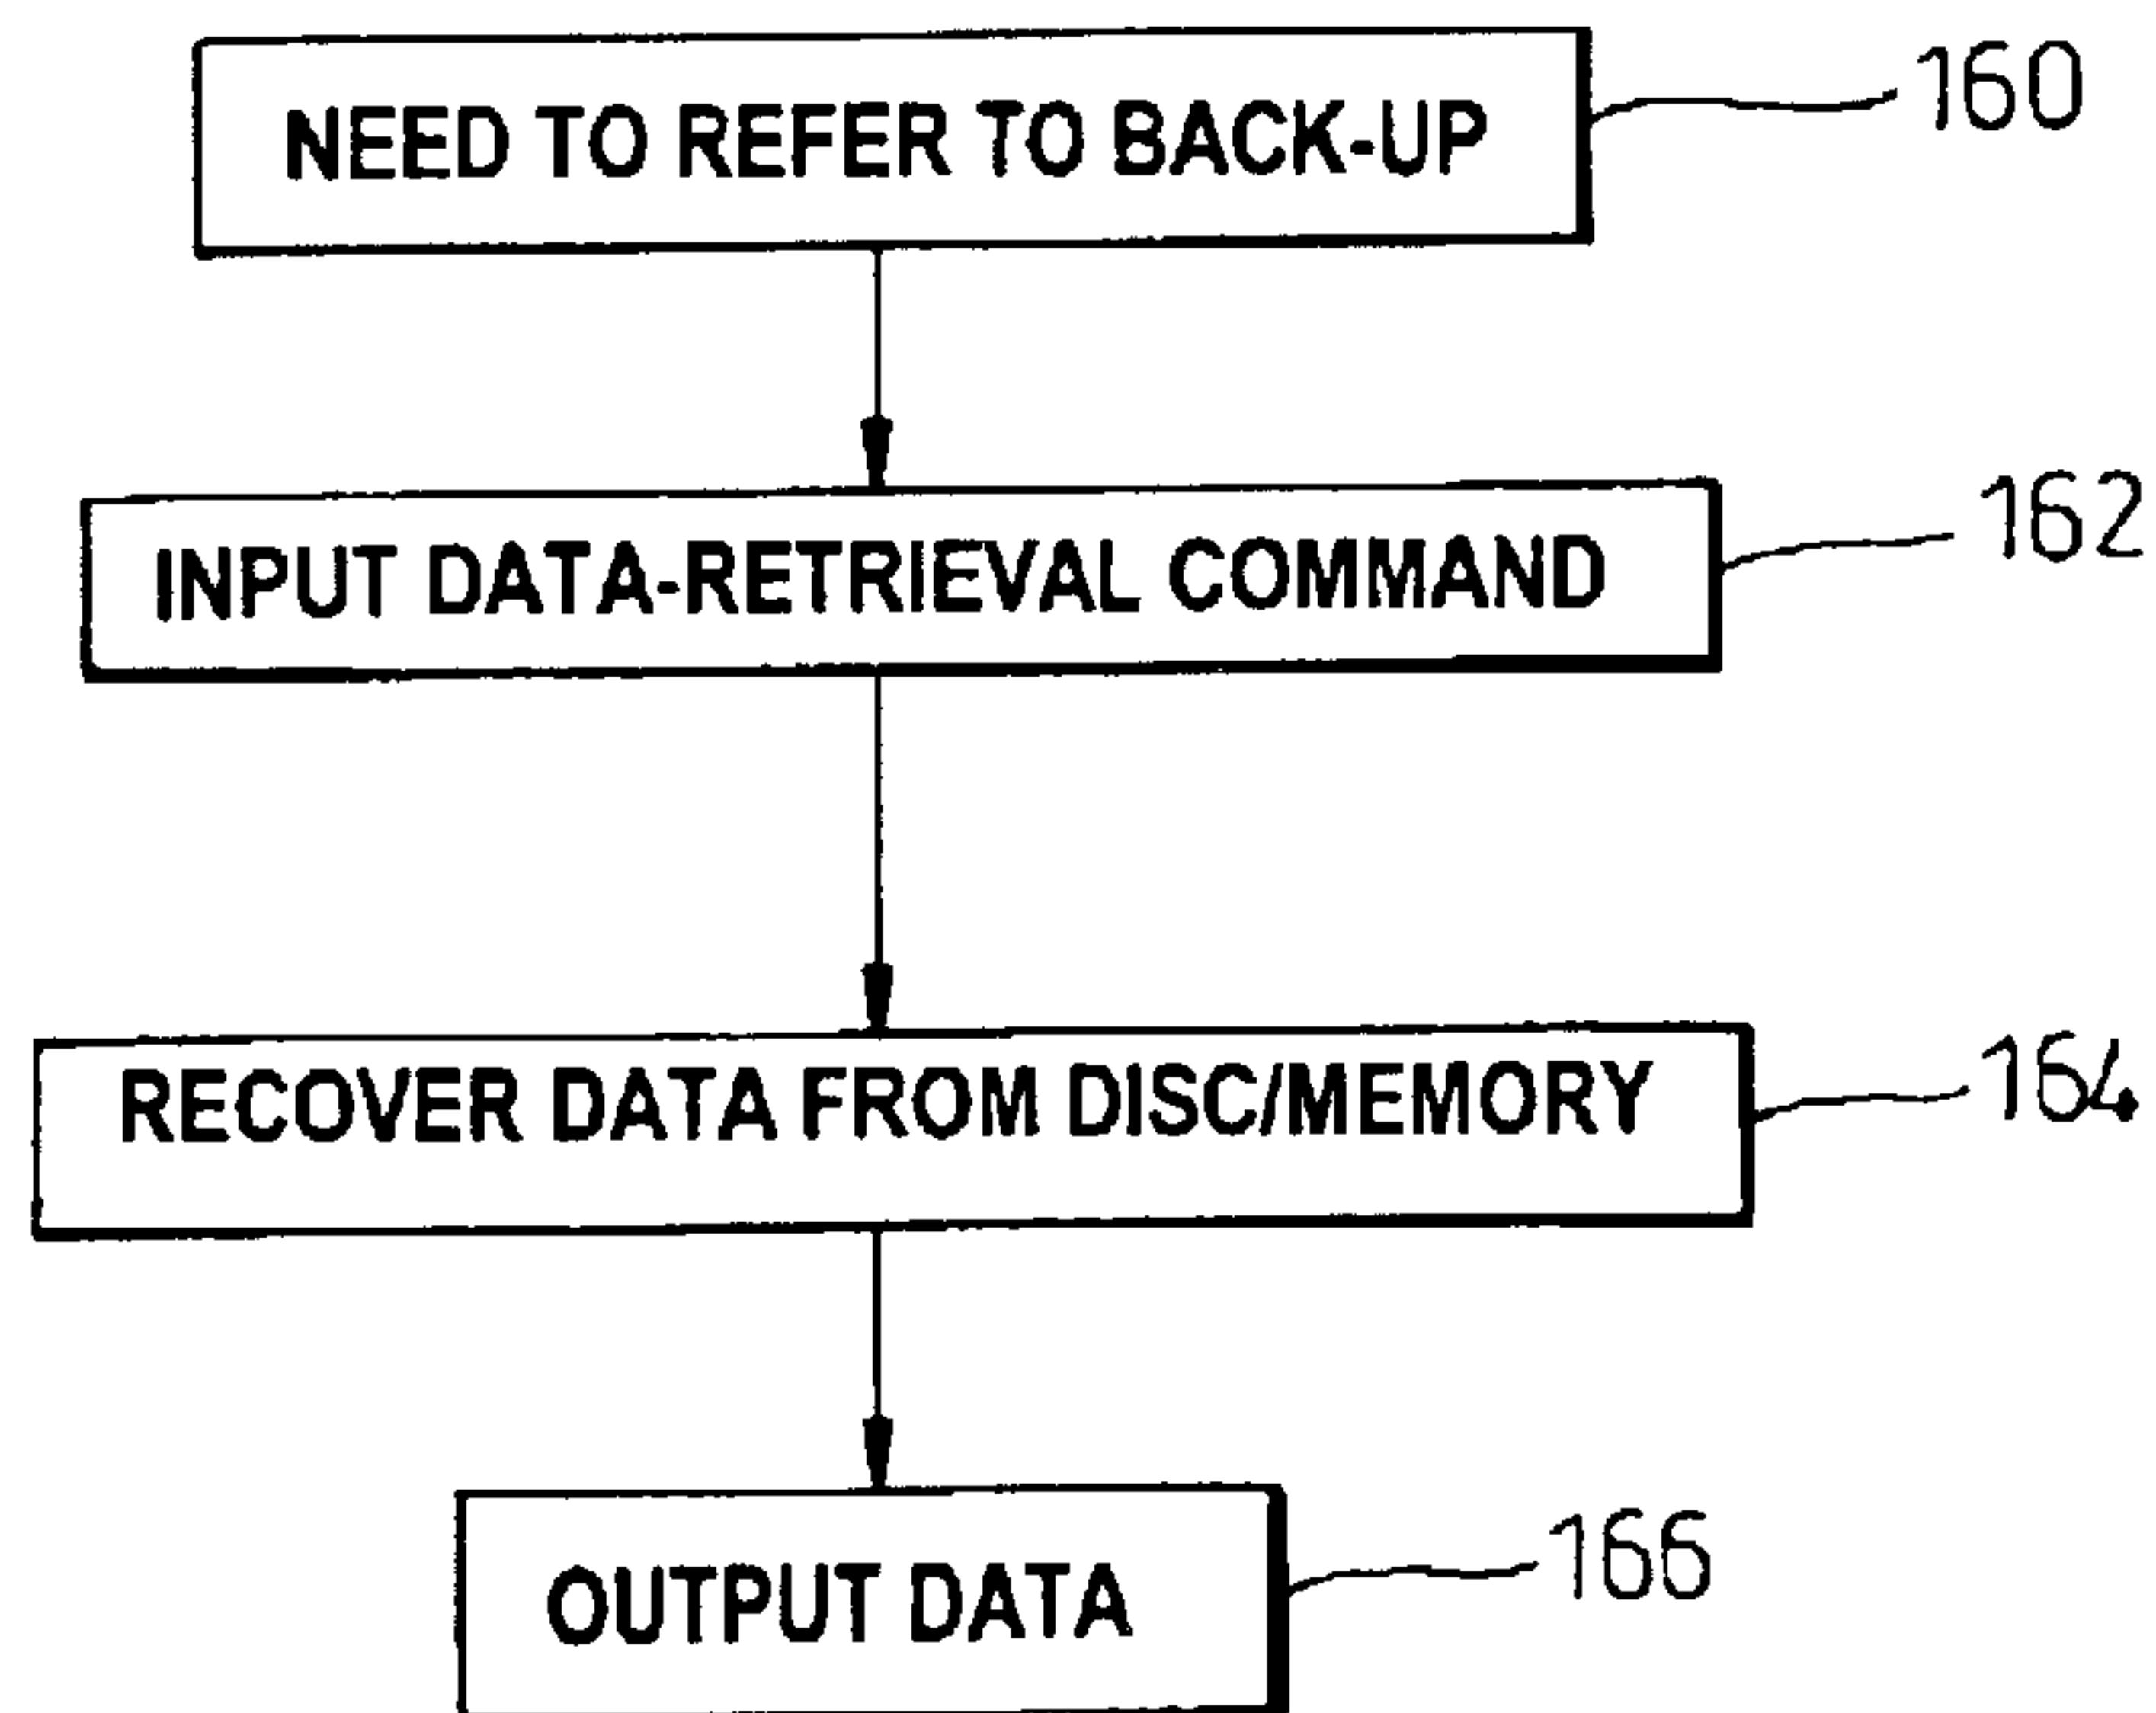 NEED TO REFER TO BACK-UP
160
INPUT DATA-RETRIEVAL COMMAND
162
RECOVER DATA FROM DISC/MEMORY
164
OUTPUT DATA
166